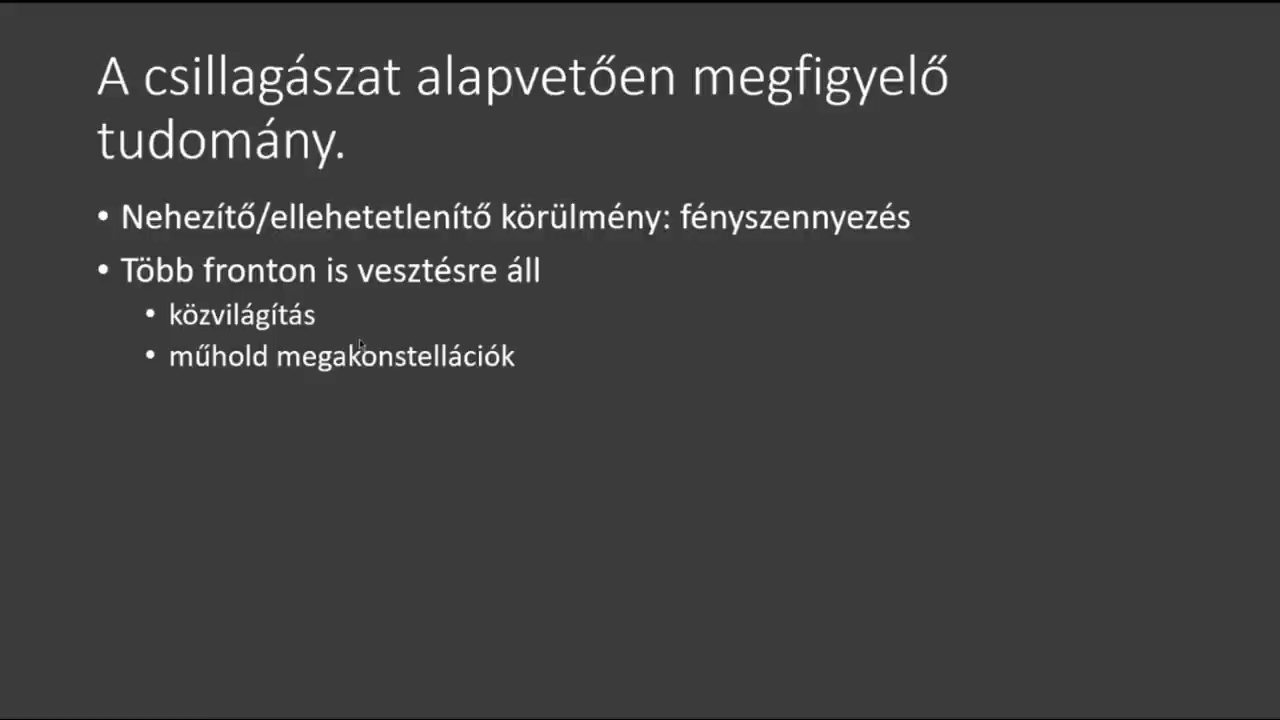 A csillagászat alapvetően megfigyelő
tudomány.
• Nehezítő/ellehetetlenítő körülmény: fényszennyezés
• Több fronton is vesztésre áll
• közvilágítás
• műhold megakonstellációk